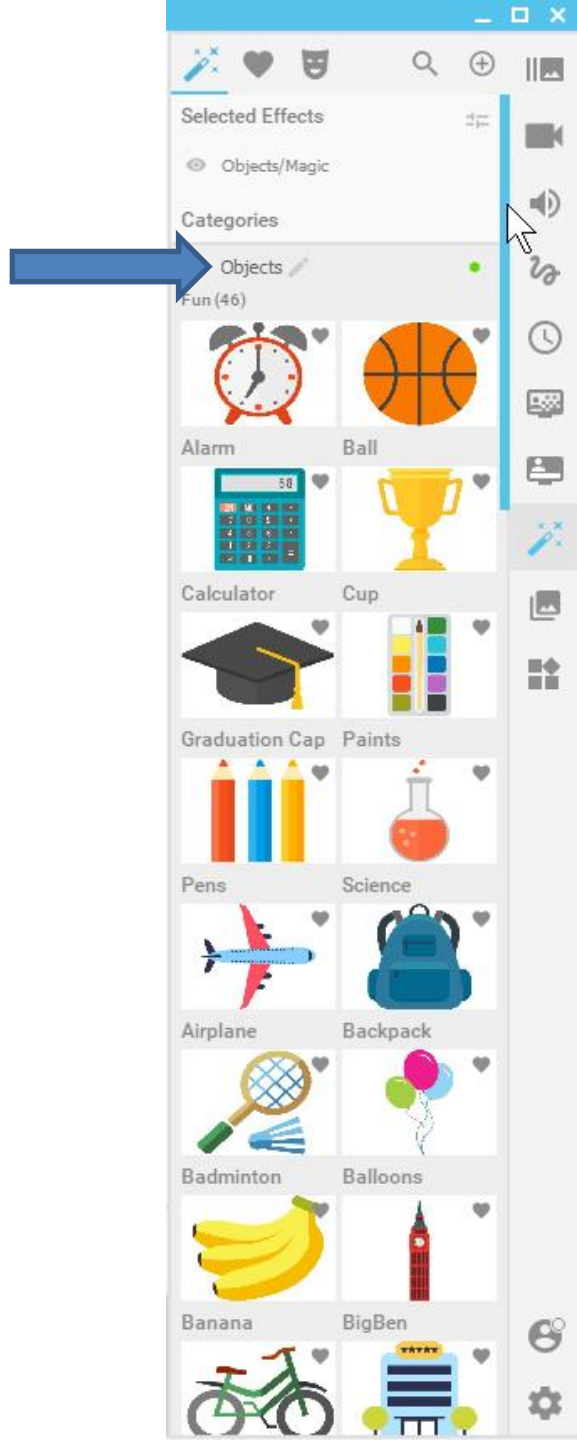 Selected Effects
Objects/Magic
Categories
Objects
Fun (46)
Alarm Ball
58
Calculator Cup
Graduation Cap Paints
Pens Science
Airplane Backpack
Badminton Balloons
Banana BigBen